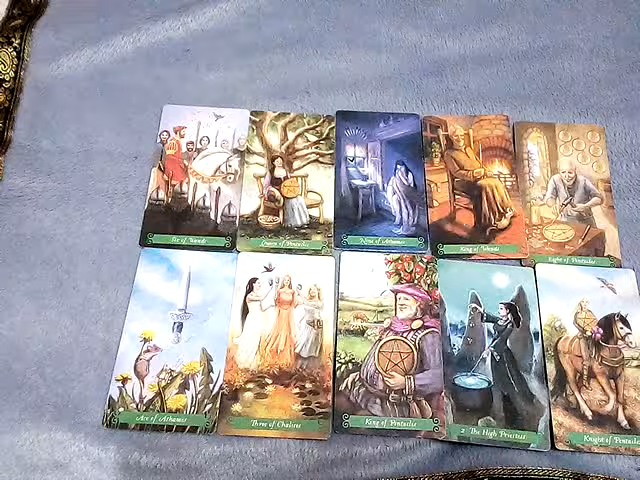 Six of Wands
Queen of Pentacles
Nine of Athames
King of Wands
Eight of Pentacles
Ace of Athames
Three of Chalices
King of Pentacles
2 The High Priestess
Knight of Pentacles